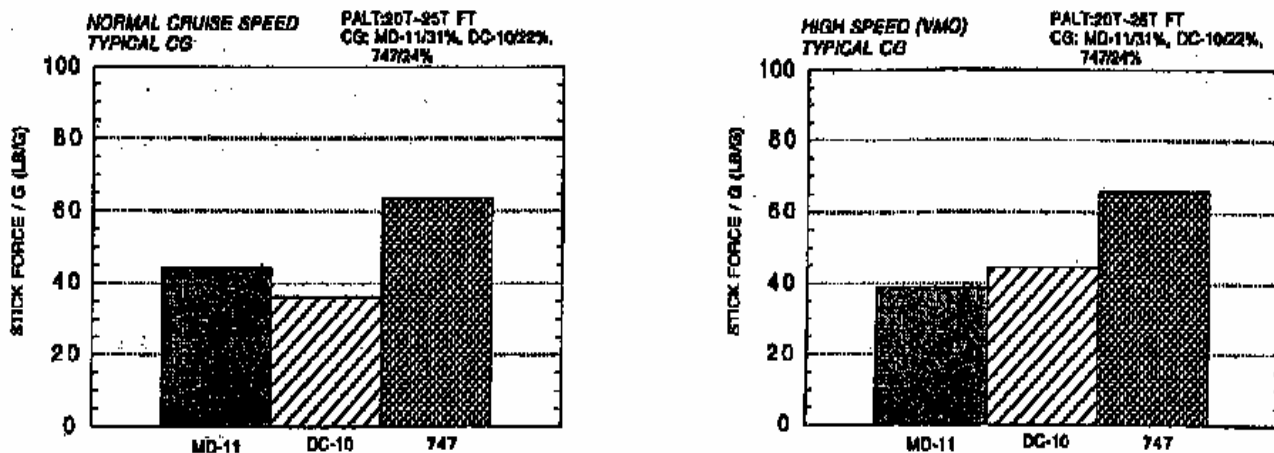 NORMAL CRUISE SPEED
TYPICAL CG
PALT:20T-25T FT
CG: MD-11/31%, DC-10/22%,
747/24%
100
80
60
40
20
0
STICK FORCE / G (LB/G)
MD-11 DC-10 747
HIGH SPEED (VMO)
TYPICAL CG
PALT:20T-25T FT
CG: MD-11/31%, DC-10/22%,
747/24%
100
80
60
40
20
0
STICK FORCE / G (LB/G)
MD-11 DC-10 747